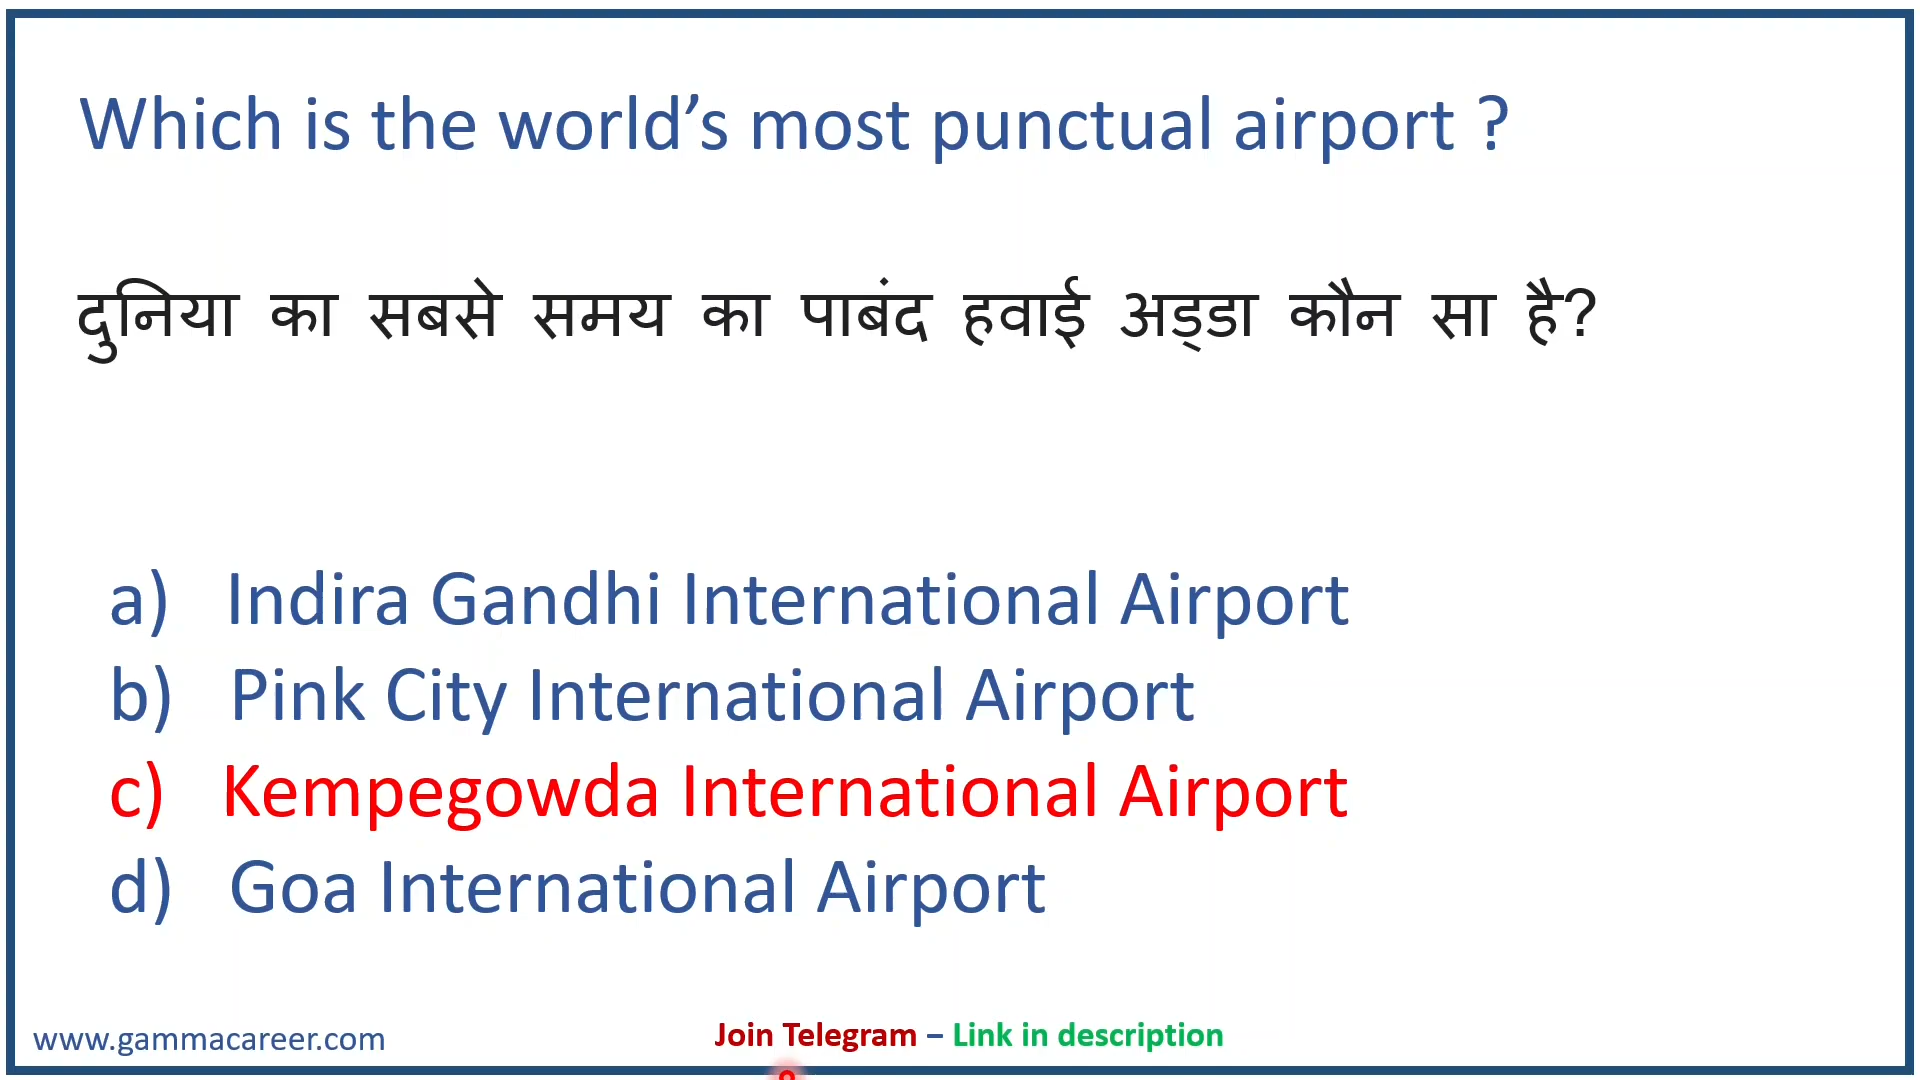 Which is the world’s most punctual airport ?
दुनिया का सबसे समय का पाबंद हवाई अड्डा कौन सा है?
a) Indira Gandhi International Airport
b) Pink City International Airport
c) Kempegowda International Airport
d) Goa International Airport
www.gammacareer.com
Join Telegram – Link in description